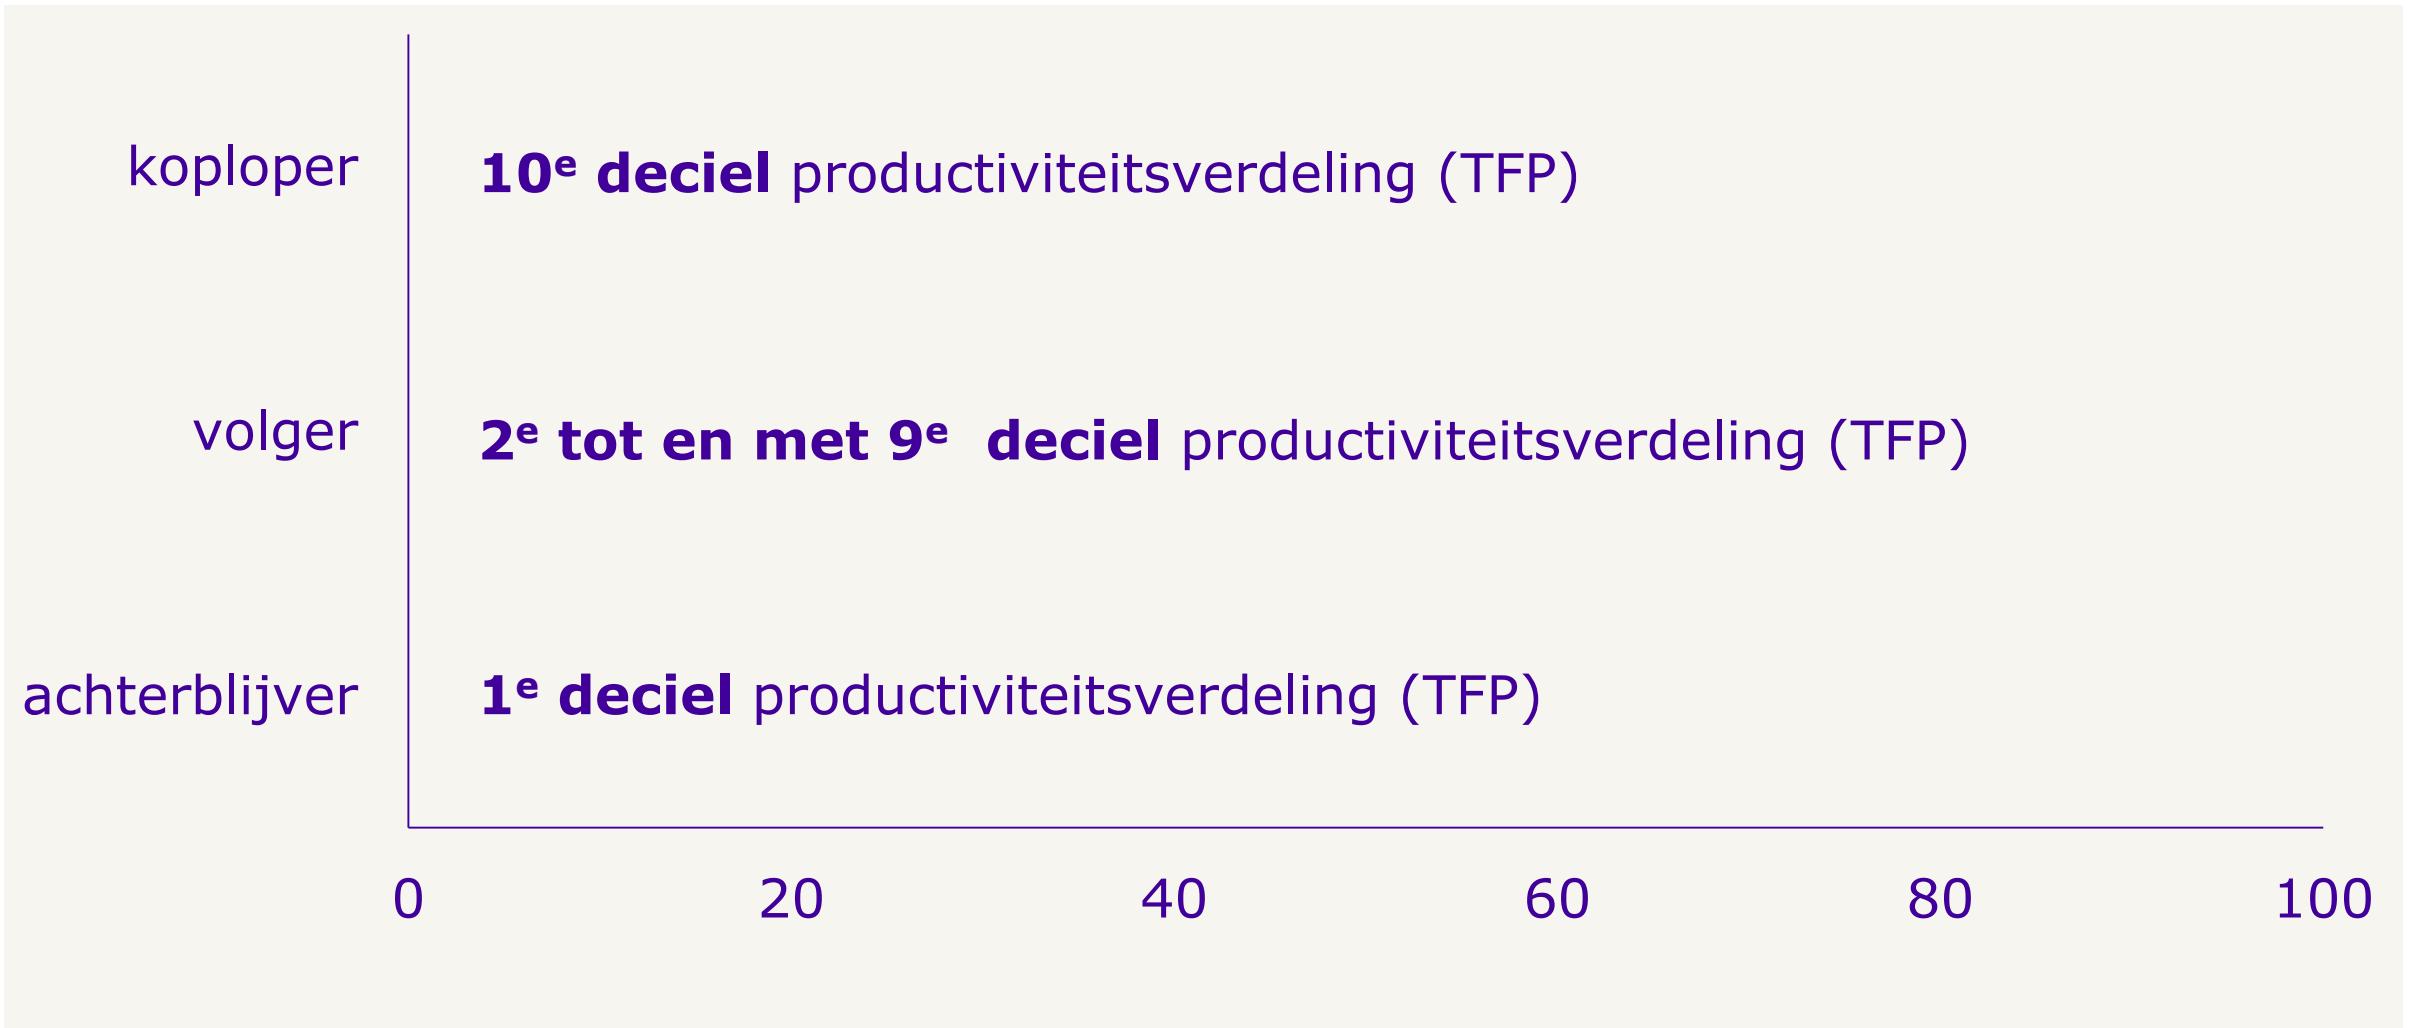 koploper 10ᵉ deciel productiviteitsverdeling (TFP)
volger 2ᵉ tot en met 9ᵉ deciel productiviteitsverdeling (TFP)
achterblijver 1ᵉ deciel productiviteitsverdeling (TFP)
0 20 40 60 80 100